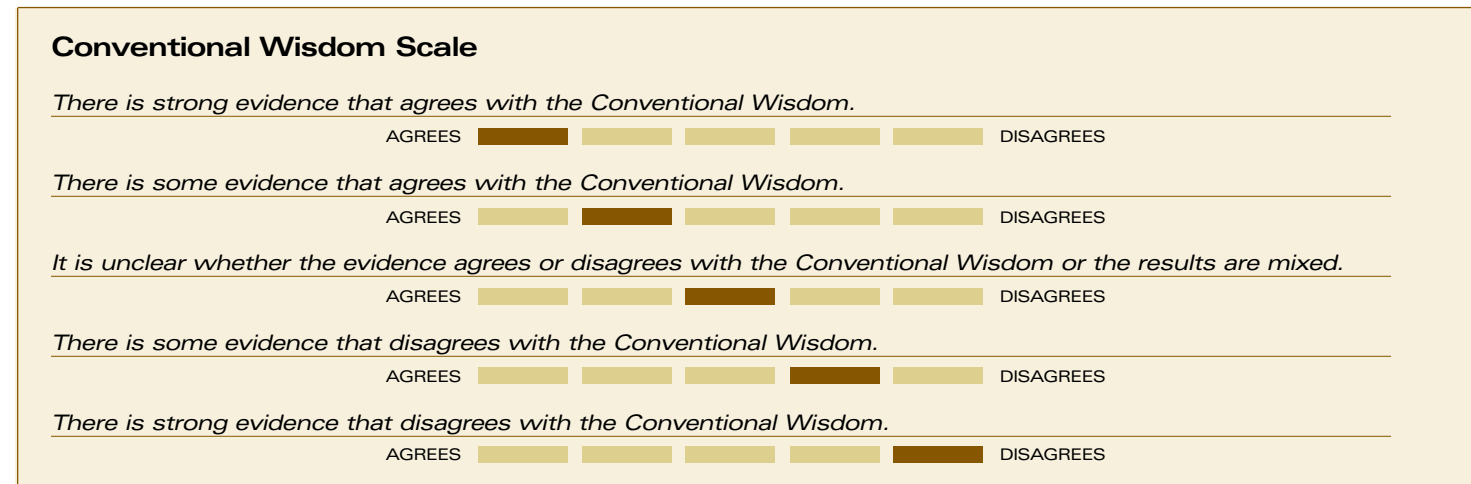 Conventional Wisdom Scale
There is strong evidence that agrees with the Conventional Wisdom.
AGREES DISAGREES
There is some evidence that agrees with the Conventional Wisdom.
AGREES DISAGREES
It is unclear whether the evidence agrees or disagrees with the Conventional Wisdom or the results are mixed.
AGREES DISAGREES
There is some evidence that disagrees with the Conventional Wisdom.
AGREES DISAGREES
There is strong evidence that disagrees with the Conventional Wisdom.
AGREES DISAGREES